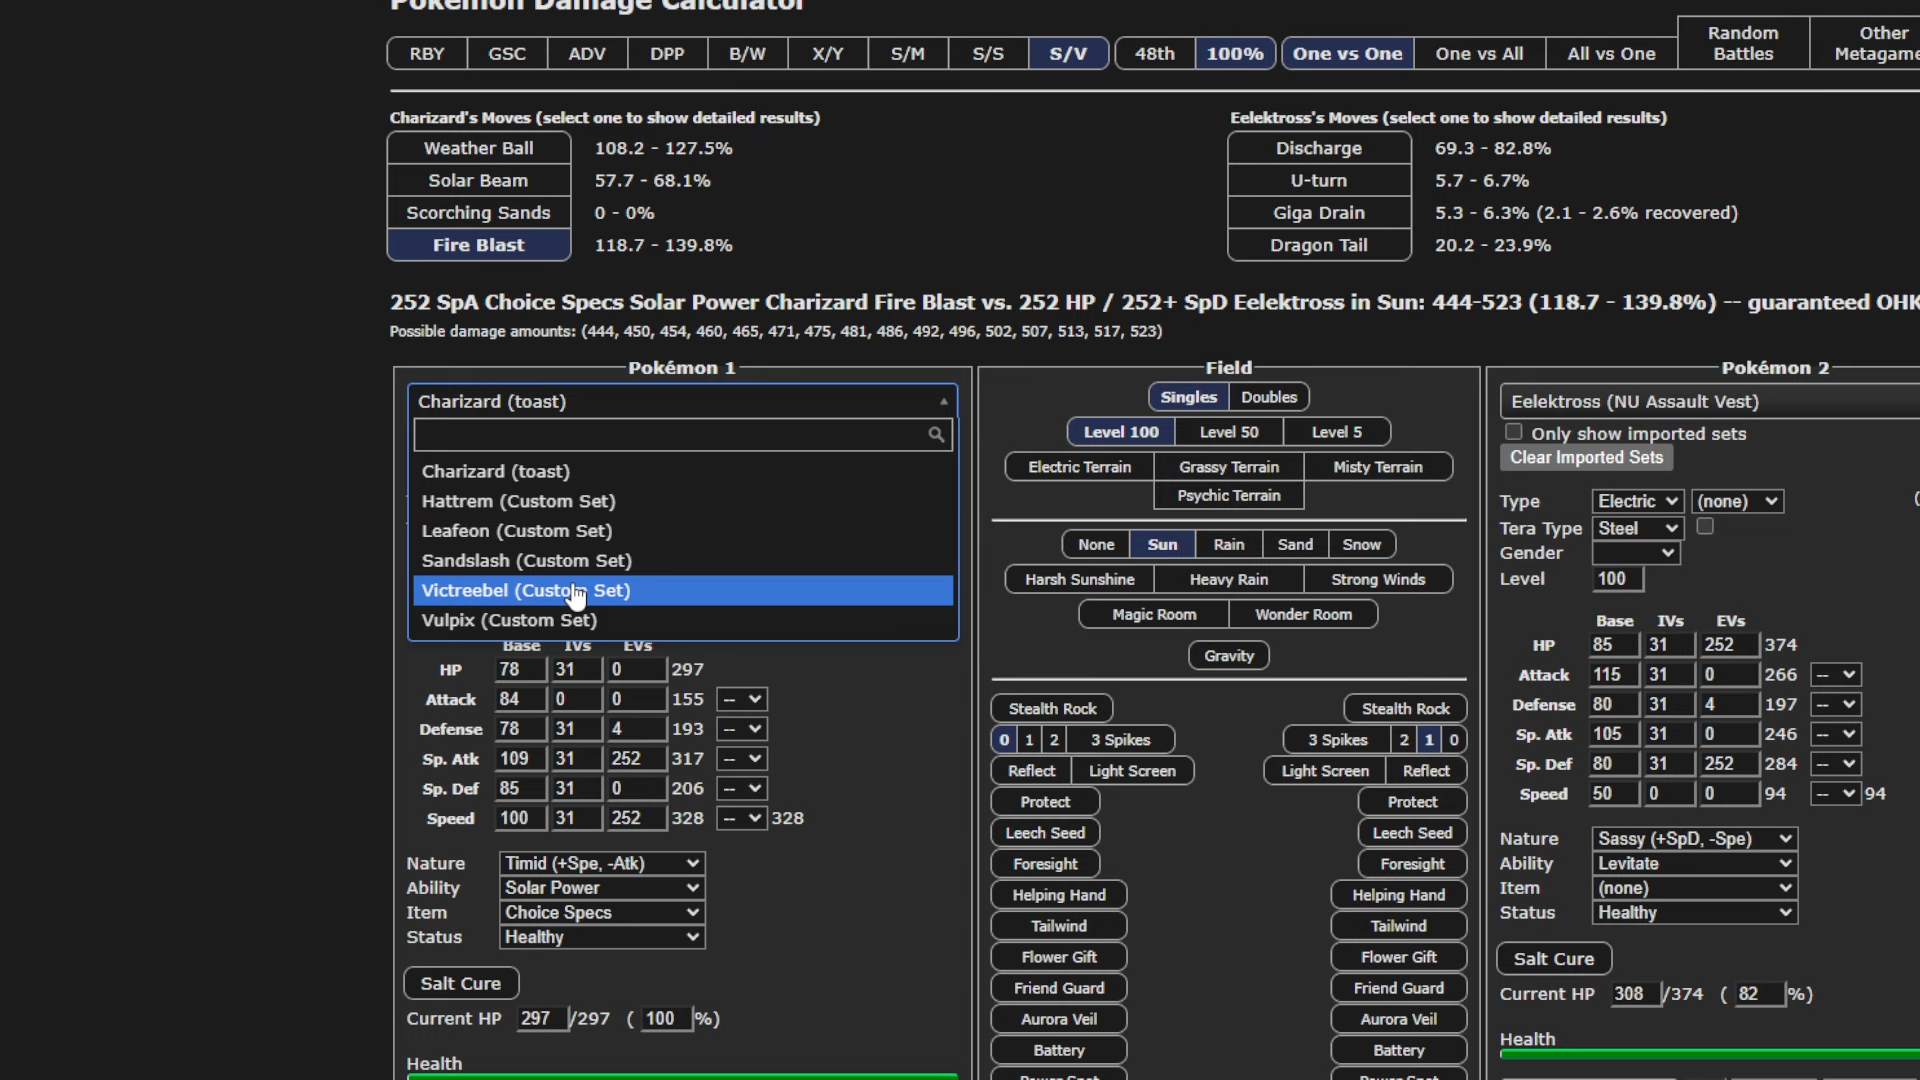 Pokémon Damage Calculator
RBY GSC ADV DPP B/W X/Y S/M S/S S/V 48th 100% One vs One One vs All All vs One Random Battles Other Metagame
Charizard's Moves (select one to show detailed results)
Weather Ball 108.2 - 127.5%
Solar Beam 57.7 - 68.1%
Scorching Sands 0 - 0%
Fire Blast 118.7 - 139.8%
Eelektross's Moves (select one to show detailed results)
Discharge 69.3 - 82.8%
U-turn 5.7 - 6.7%
Giga Drain 5.3 - 6.3% (2.1 - 2.6% recovered)
Dragon Tail 20.2 - 23.9%
252 SpA Choice Specs Solar Power Charizard Fire Blast vs. 252 HP / 252+ SpD Eelektross in Sun: 444-523 (118.7 - 139.8%) -- guaranteed OHK
Possible damage amounts: (444, 450, 454, 460, 465, 471, 475, 481, 486, 492, 496, 502, 507, 513, 517, 523)
Pokémon 1
Charizard (toast)
Charizard (toast)
Hattrem (Custom Set)
Leafeon (Custom Set)
Sandslash (Custom Set)
Victreebel (Custom Set)
Vulpix (Custom Set)
Base IVs EVs
HP 78 31 0 297
Attack 84 0 0 155 --
Defense 78 31 4 193 --
Sp. Atk 109 31 252 317 --
Sp. Def 85 31 0 206 --
Speed 100 31 252 328 -- 328
Nature Timid (+Spe, -Atk)
Ability Solar Power
Item Choice Specs
Status Healthy
Salt Cure
Current HP 297 /297 ( 100 %)
Health
Field
Singles Doubles
Level 100 Level 50 Level 5
Electric Terrain Grassy Terrain Misty Terrain
Psychic Terrain
None Sun Rain Sand Snow
Harsh Sunshine Heavy Rain Strong Winds
Magic Room Wonder Room
Gravity
Stealth Rock Stealth Rock
0 1 2 3 Spikes 3 Spikes 2 1 0
Reflect Light Screen Light Screen Reflect
Protect Protect
Leech Seed Leech Seed
Foresight Foresight
Helping Hand Helping Hand
Tailwind Tailwind
Flower Gift Flower Gift
Friend Guard Friend Guard
Aurora Veil Aurora Veil
Battery Battery
Power Spot Power Spot
Pokémon 2
Eelektross (NU Assault Vest)
Only show imported sets
Clear Imported Sets
Type Electric (none) (
Tera Type Steel
Gender
Level 100
Base IVs EVs
HP 85 31 252 374
Attack 115 31 0 266 --
Defense 80 31 4 197 --
Sp. Atk 105 31 0 246 --
Sp. Def 80 31 252 284 --
Speed 50 0 0 94 -- 94
Nature Sassy (+SpD, -Spe)
Ability Levitate
Item (none)
Status Healthy
Salt Cure
Current HP 308 /374 ( 82 %)
Health